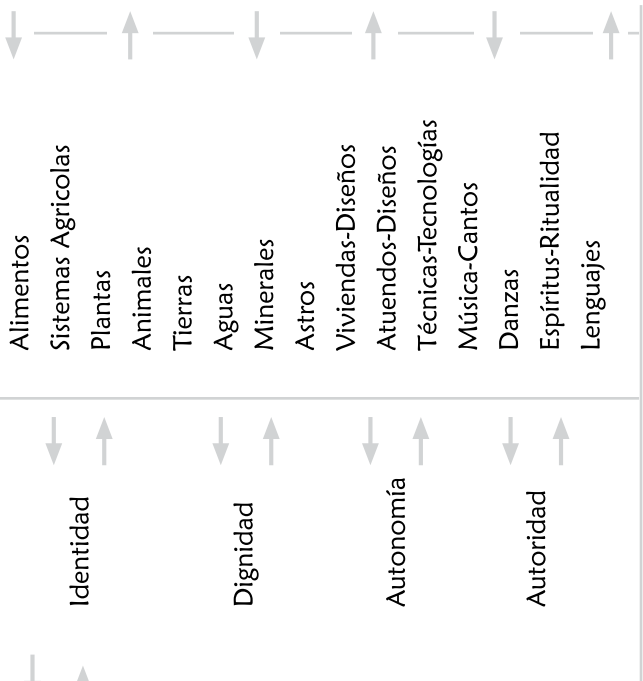 Alimentos
Sistemas Agricolas
Plantas
Animales
Tierras
Aguas
Minerales
Astros
Viviendas-Diseños
Atuendos-Diseños
Técnicas-Tecnologías
Música-Cantos
Danzas
Espíritus-Ritualidad
Lenguajes
Identidad
Dignidad
Autonomía
Autoridad